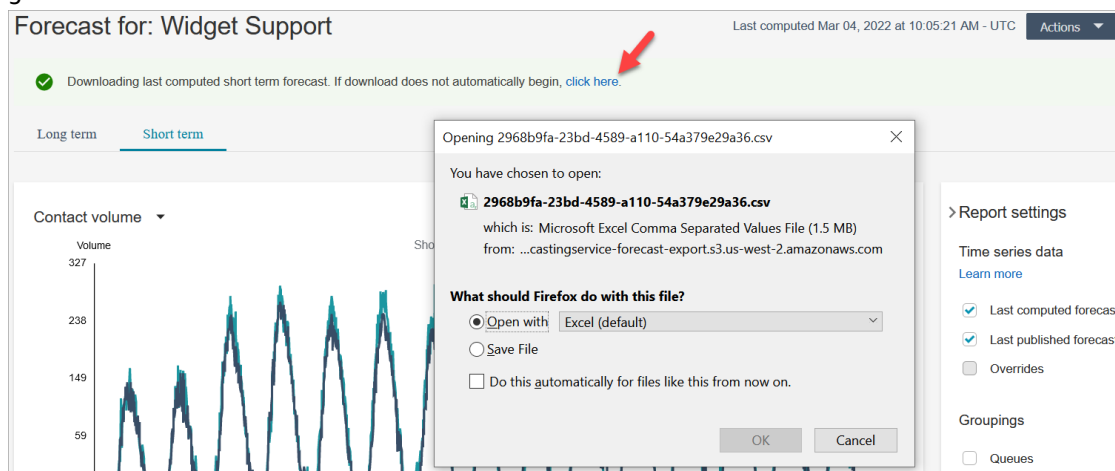 Forecast for: Widget Support
Last computed Mar 04, 2022 at 10:05:21 AM - UTC
Actions
Downloading last computed short term forecast. If download does not automatically begin, click here.
Long term
Short term
Opening 2968b9fa-23bd-4589-a110-54a379e29a36.csv
You have chosen to open:
2968b9fa-23bd-4589-a110-54a379e29a36.csv
which is: Microsoft Excel Comma Separated Values File (1.5 MB)
from: ...castingservice-forecast-export.s3.us-west-2.amazonaws.com
What should Firefox do with this file?
Open with
Excel (default)
Save File
Do this automatically for files like this from now on.
OK
Cancel
Contact volume
Volume
Sho
327
238
149
59
Report settings
Time series data
Learn more
Last computed forecas
Last published forecast
Overrides
Groupings
Queues